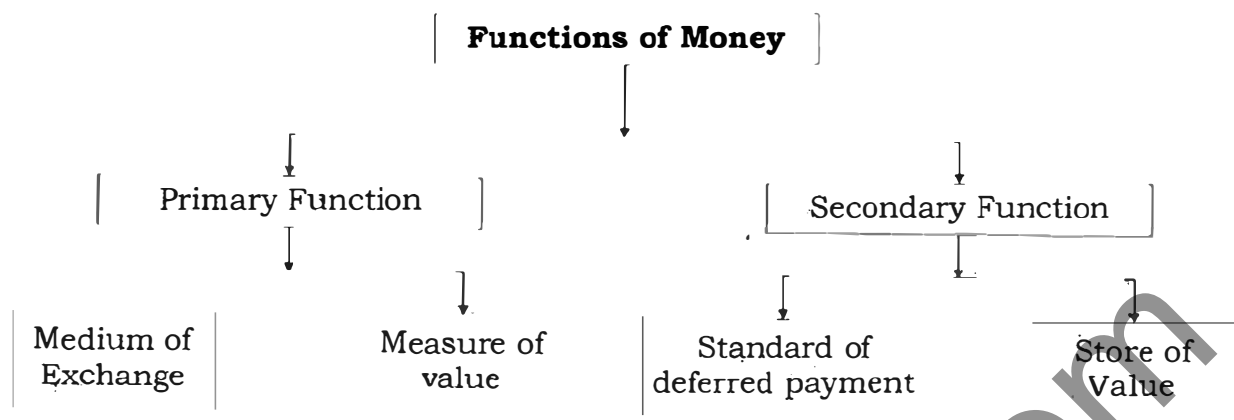 Functions of Money
Primary Function
Secondary Function
Medium of
Exchange
Measure of
value
Standard of
deferred payment
Store of
Value